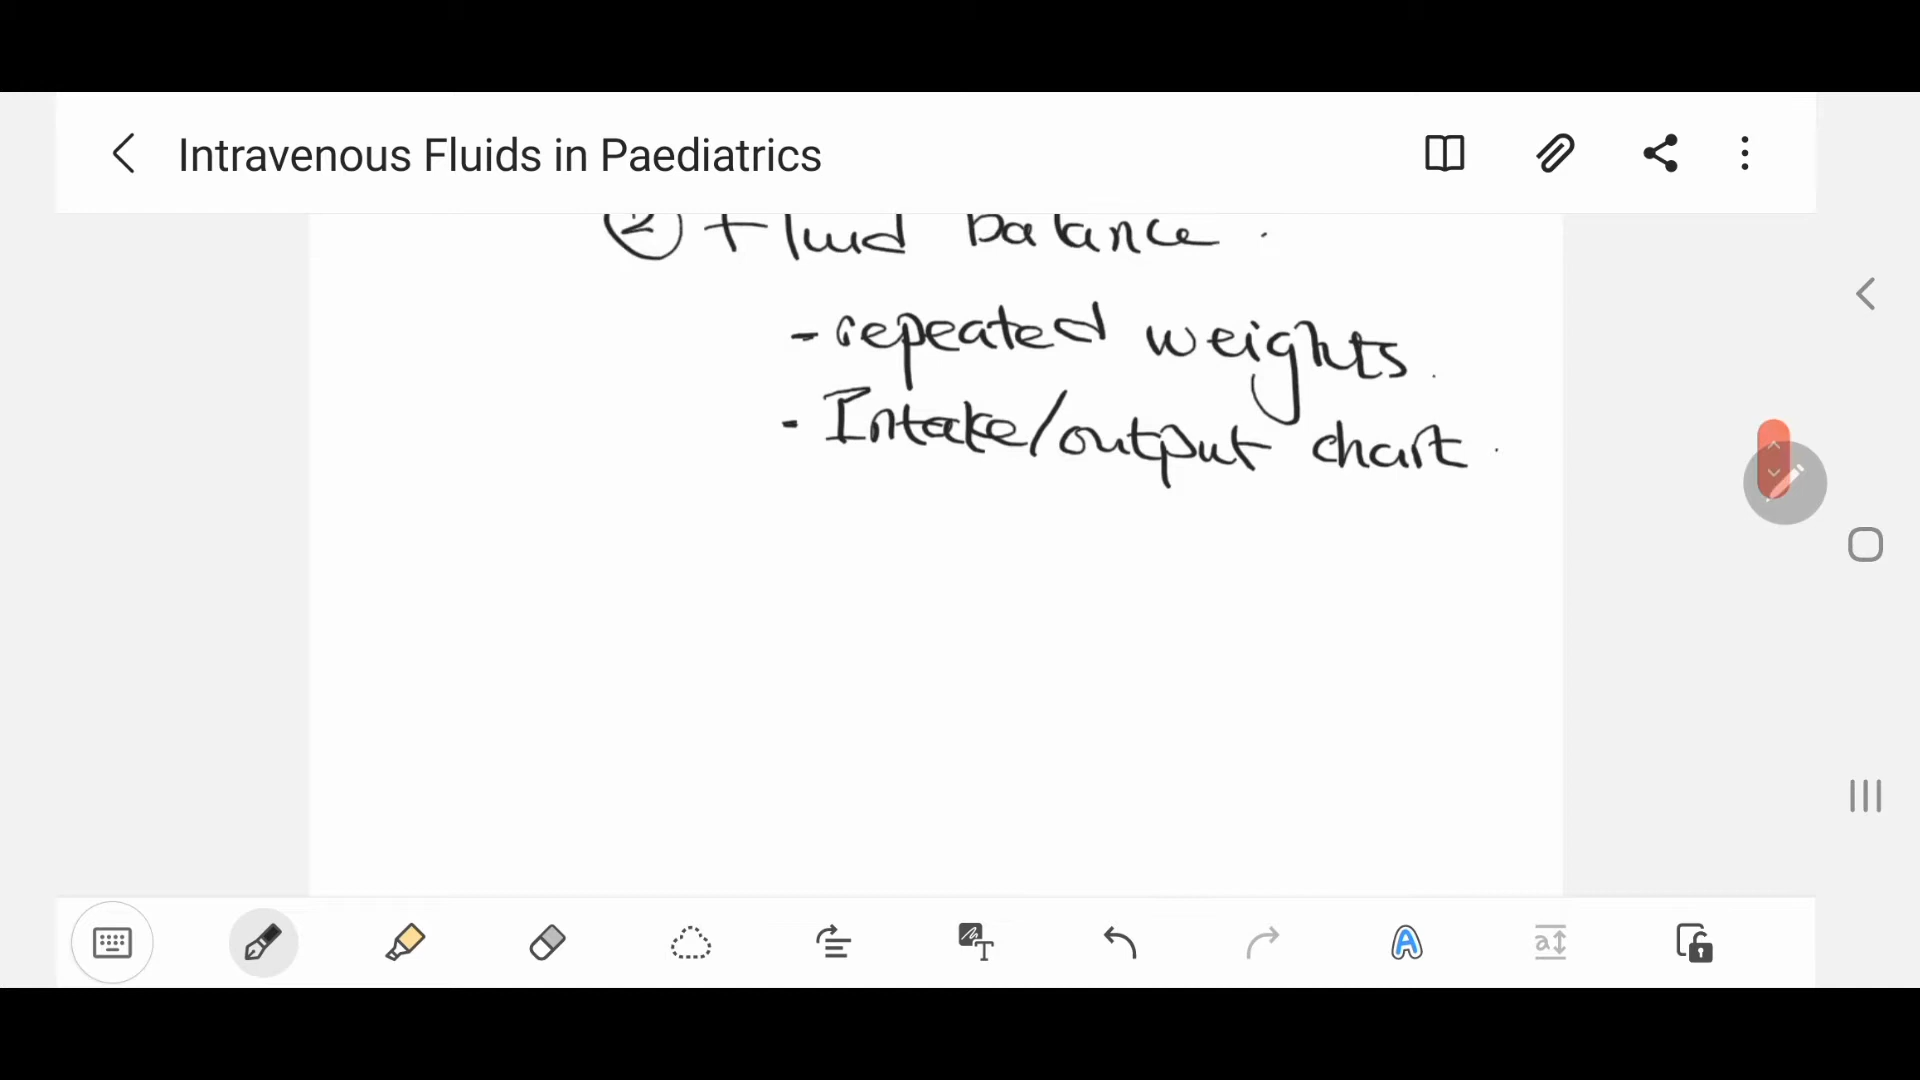 Intravenous Fluids in Paediatrics
② Fluid balance.
- repeated weights.
- Intake/output chart.